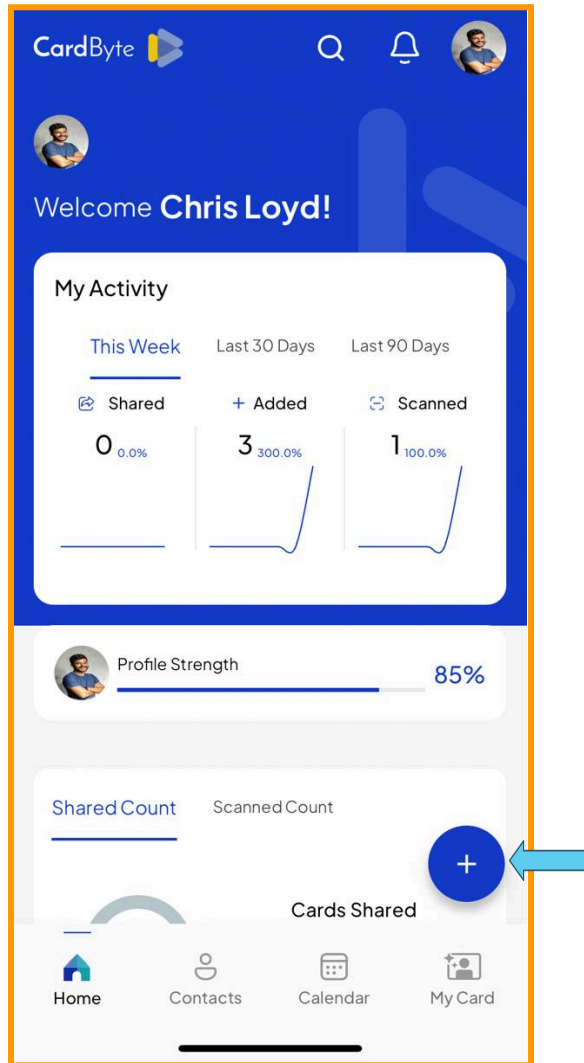 CardByte
Welcome Chris Loyd!
My Activity
This Week Last 30 Days Last 90 Days
Shared + Added Scanned
0 0.0% 3 300.0% 1 100.0%
Profile Strength
85%
Shared Count Scanned Count
+
Cards Shared
Home Contacts Calendar My Card